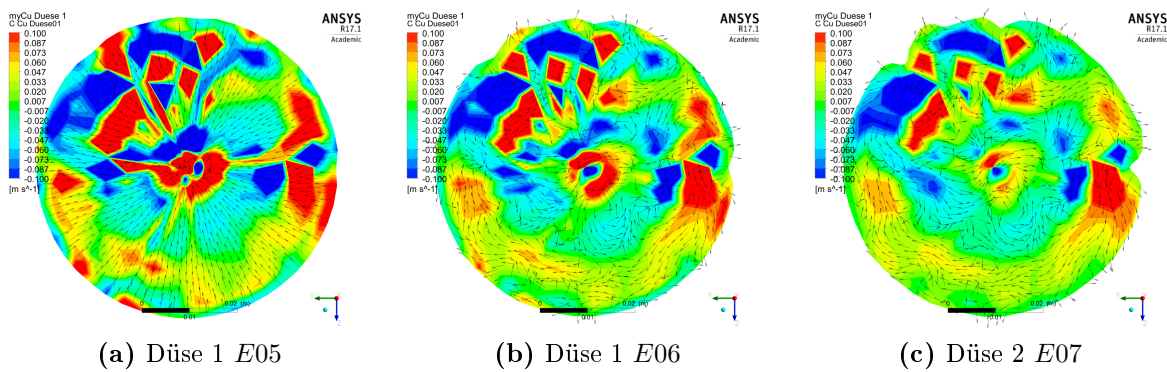 myCu Duese 1
C Cu Duese01
0.100
0.087
0.073
0.060
0.047
0.033
0.020
0.007
-0.007
-0.020
-0.033
-0.047
-0.060
-0.073
-0.087
-0.100
[m s^-1]
ANSYS
R17.1
Academic
0
0.02 (m)
0.01
Y
Z
(a) Düse 1 E05
myCu Duese 1
C Cu Duese01
0.100
0.087
0.073
0.060
0.047
0.033
0.020
0.007
-0.007
-0.020
-0.033
-0.047
-0.060
-0.073
-0.087
-0.100
[m s^-1]
ANSYS
R17.1
Academic
0
0.02 (m)
0.01
Y
Z
(b) Düse 1 E06
myCu Duese 1
C Cu Duese01
0.100
0.087
0.073
0.060
0.047
0.033
0.020
0.007
-0.007
-0.020
-0.033
-0.047
-0.060
-0.073
-0.087
-0.100
[m s^-1]
ANSYS
R17.1
Academic
0
0.02 (m)
0.01
Y
Z
(c) Düse 2 E07